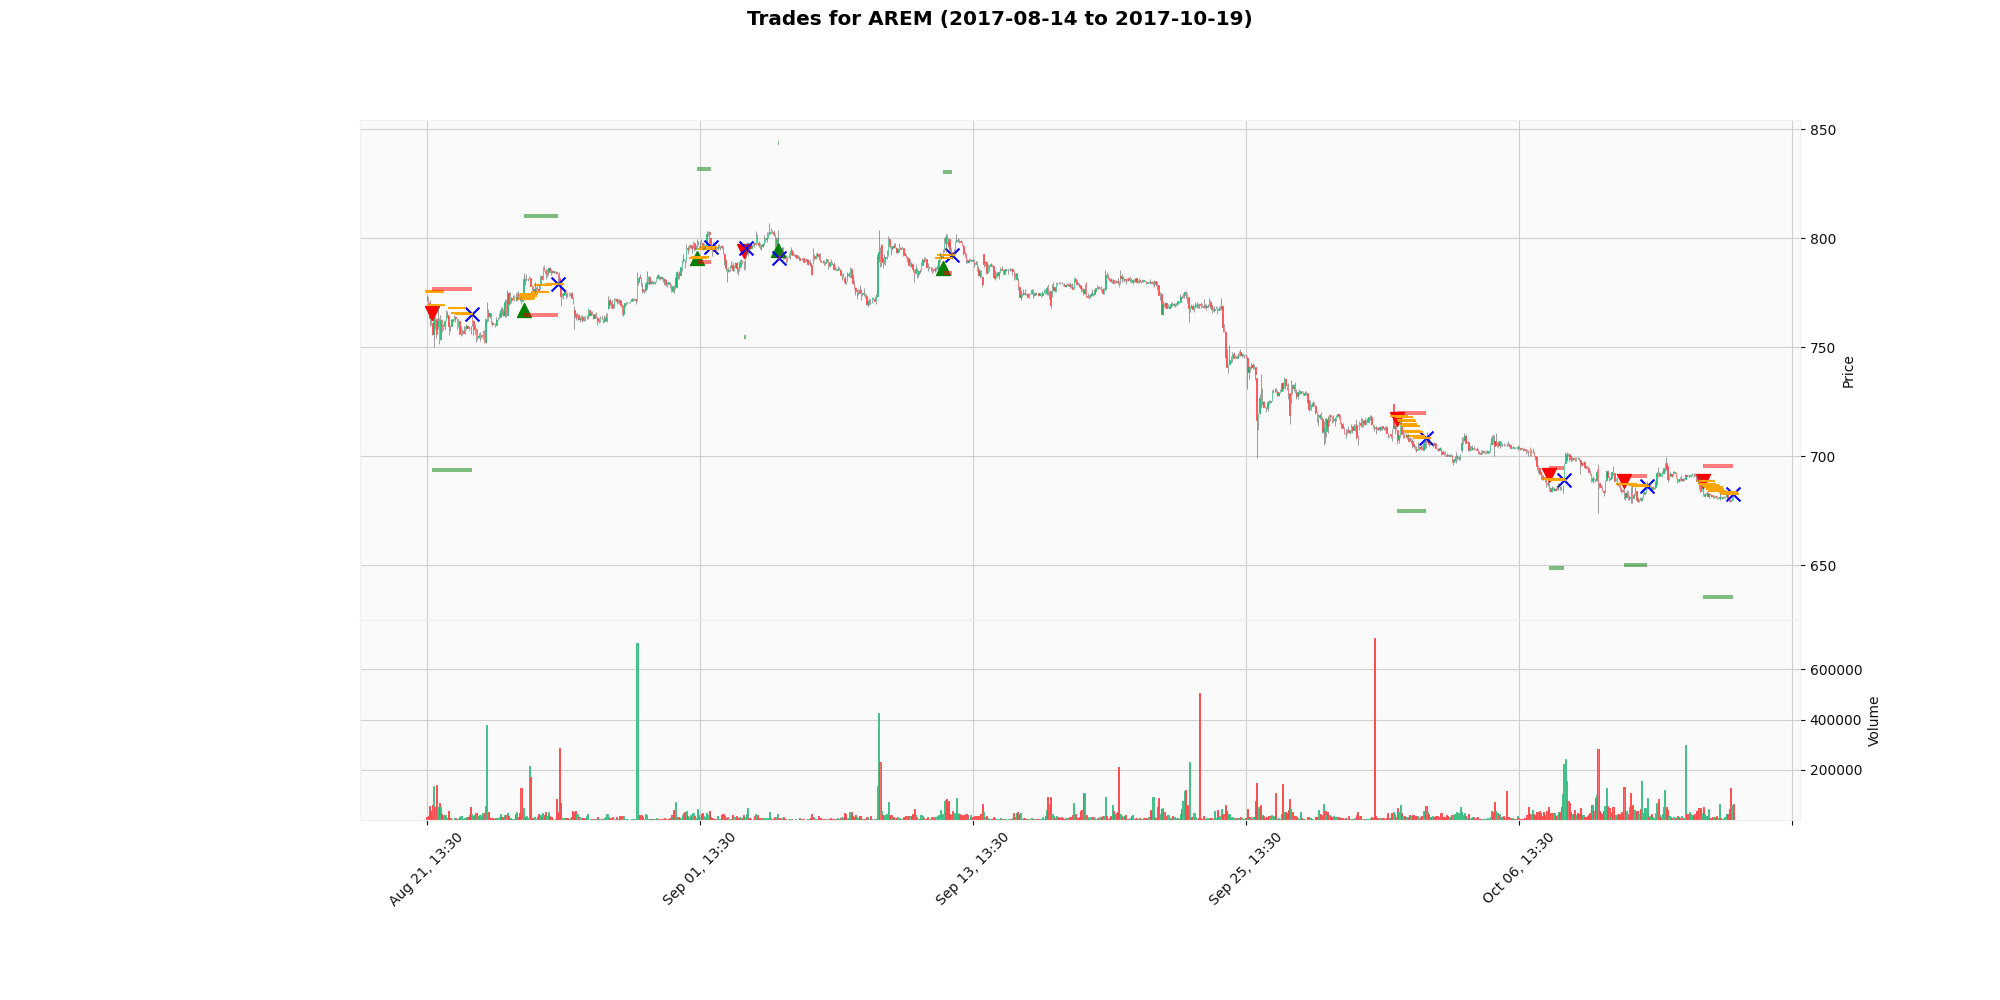 Trades for AREM (2017-08-14 to 2017-10-19)
850
800
750
700
650
Price
600000
400000
200000
Volume
Aug 21, 13:30
Sep 01, 13:30
Sep 13, 13:30
Sep 25, 13:30
Oct 06, 13:30